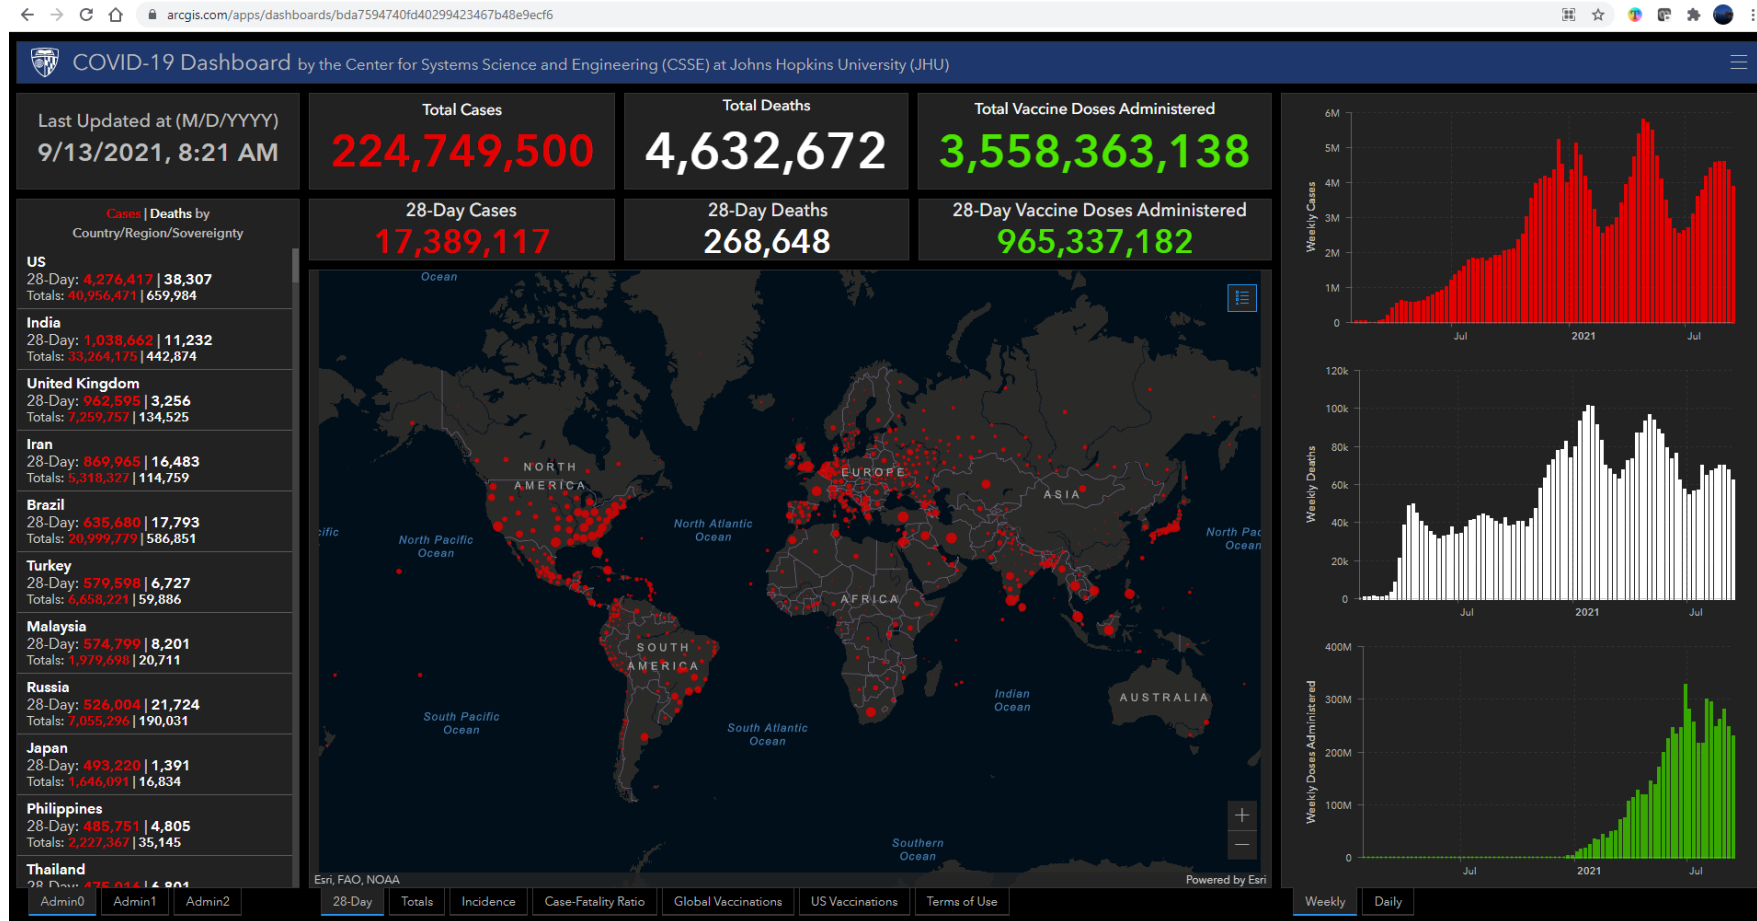 arcgis.com/apps/dashboards/bda7594740fd40299423467b48e9ecf6
COVID-19 Dashboard by the Center for Systems Science and Engineering (CSSE) at Johns Hopkins University (JHU)
Last Updated at (M/D/YYYY)
9/13/2021, 8:21 AM
Total Cases
224,749,500
Total Deaths
4,632,672
Total Vaccine Doses Administered
3,558,363,138
28-Day Cases
17,389,117
28-Day Deaths
268,648
28-Day Vaccine Doses Administered
965,337,182
Cases | Deaths by
Country/Region/Sovereignty
US
28-Day: 4,276,417 | 38,307
Totals: 40,956,471 | 659,984
India
28-Day: 1,038,662 | 11,232
Totals: 33,264,175 | 442,874
United Kingdom
28-Day: 962,595 | 3,256
Totals: 7,259,757 | 134,525
Iran
28-Day: 869,965 | 16,483
Totals: 5,318,327 | 114,759
Brazil
28-Day: 635,680 | 17,793
Totals: 20,999,779 | 586,851
Turkey
28-Day: 579,598 | 6,727
Totals: 6,658,221 | 59,886
Malaysia
28-Day: 574,799 | 8,201
Totals: 1,979,698 | 20,711
Russia
28-Day: 526,004 | 21,724
Totals: 7,055,296 | 190,031
Japan
28-Day: 493,220 | 1,391
Totals: 1,646,091 | 16,834
Philippines
28-Day: 485,751 | 4,805
Totals: 2,227,367 | 35,145
Thailand
28-Day: 475,016 | 6,801
Admin0
Admin1
Admin2
Ocean
NORTH
AMERICA
EUROPE
ASIA
North Atlantic
Ocean
cific
North Pacific
Ocean
North Pac
Ocean
AFRICA
SOUTH
AMERICA
Indian
Ocean
AUSTRALIA
South Pacific
Ocean
South Atlantic
Ocean
Southern
Ocean
+
−
Esri, FAO, NOAA
Powered by Esri
28-Day
Totals
Incidence
Case-Fatality Ratio
Global Vaccinations
US Vaccinations
Terms of Use
Weekly Cases
6M
5M
4M
3M
2M
1M
0
Jul
2021
Jul
Weekly Deaths
120k
100k
80k
60k
40k
20k
0
Jul
2021
Jul
Weekly Doses Administered
400M
300M
200M
100M
0
Jul
2021
Jul
Weekly
Daily